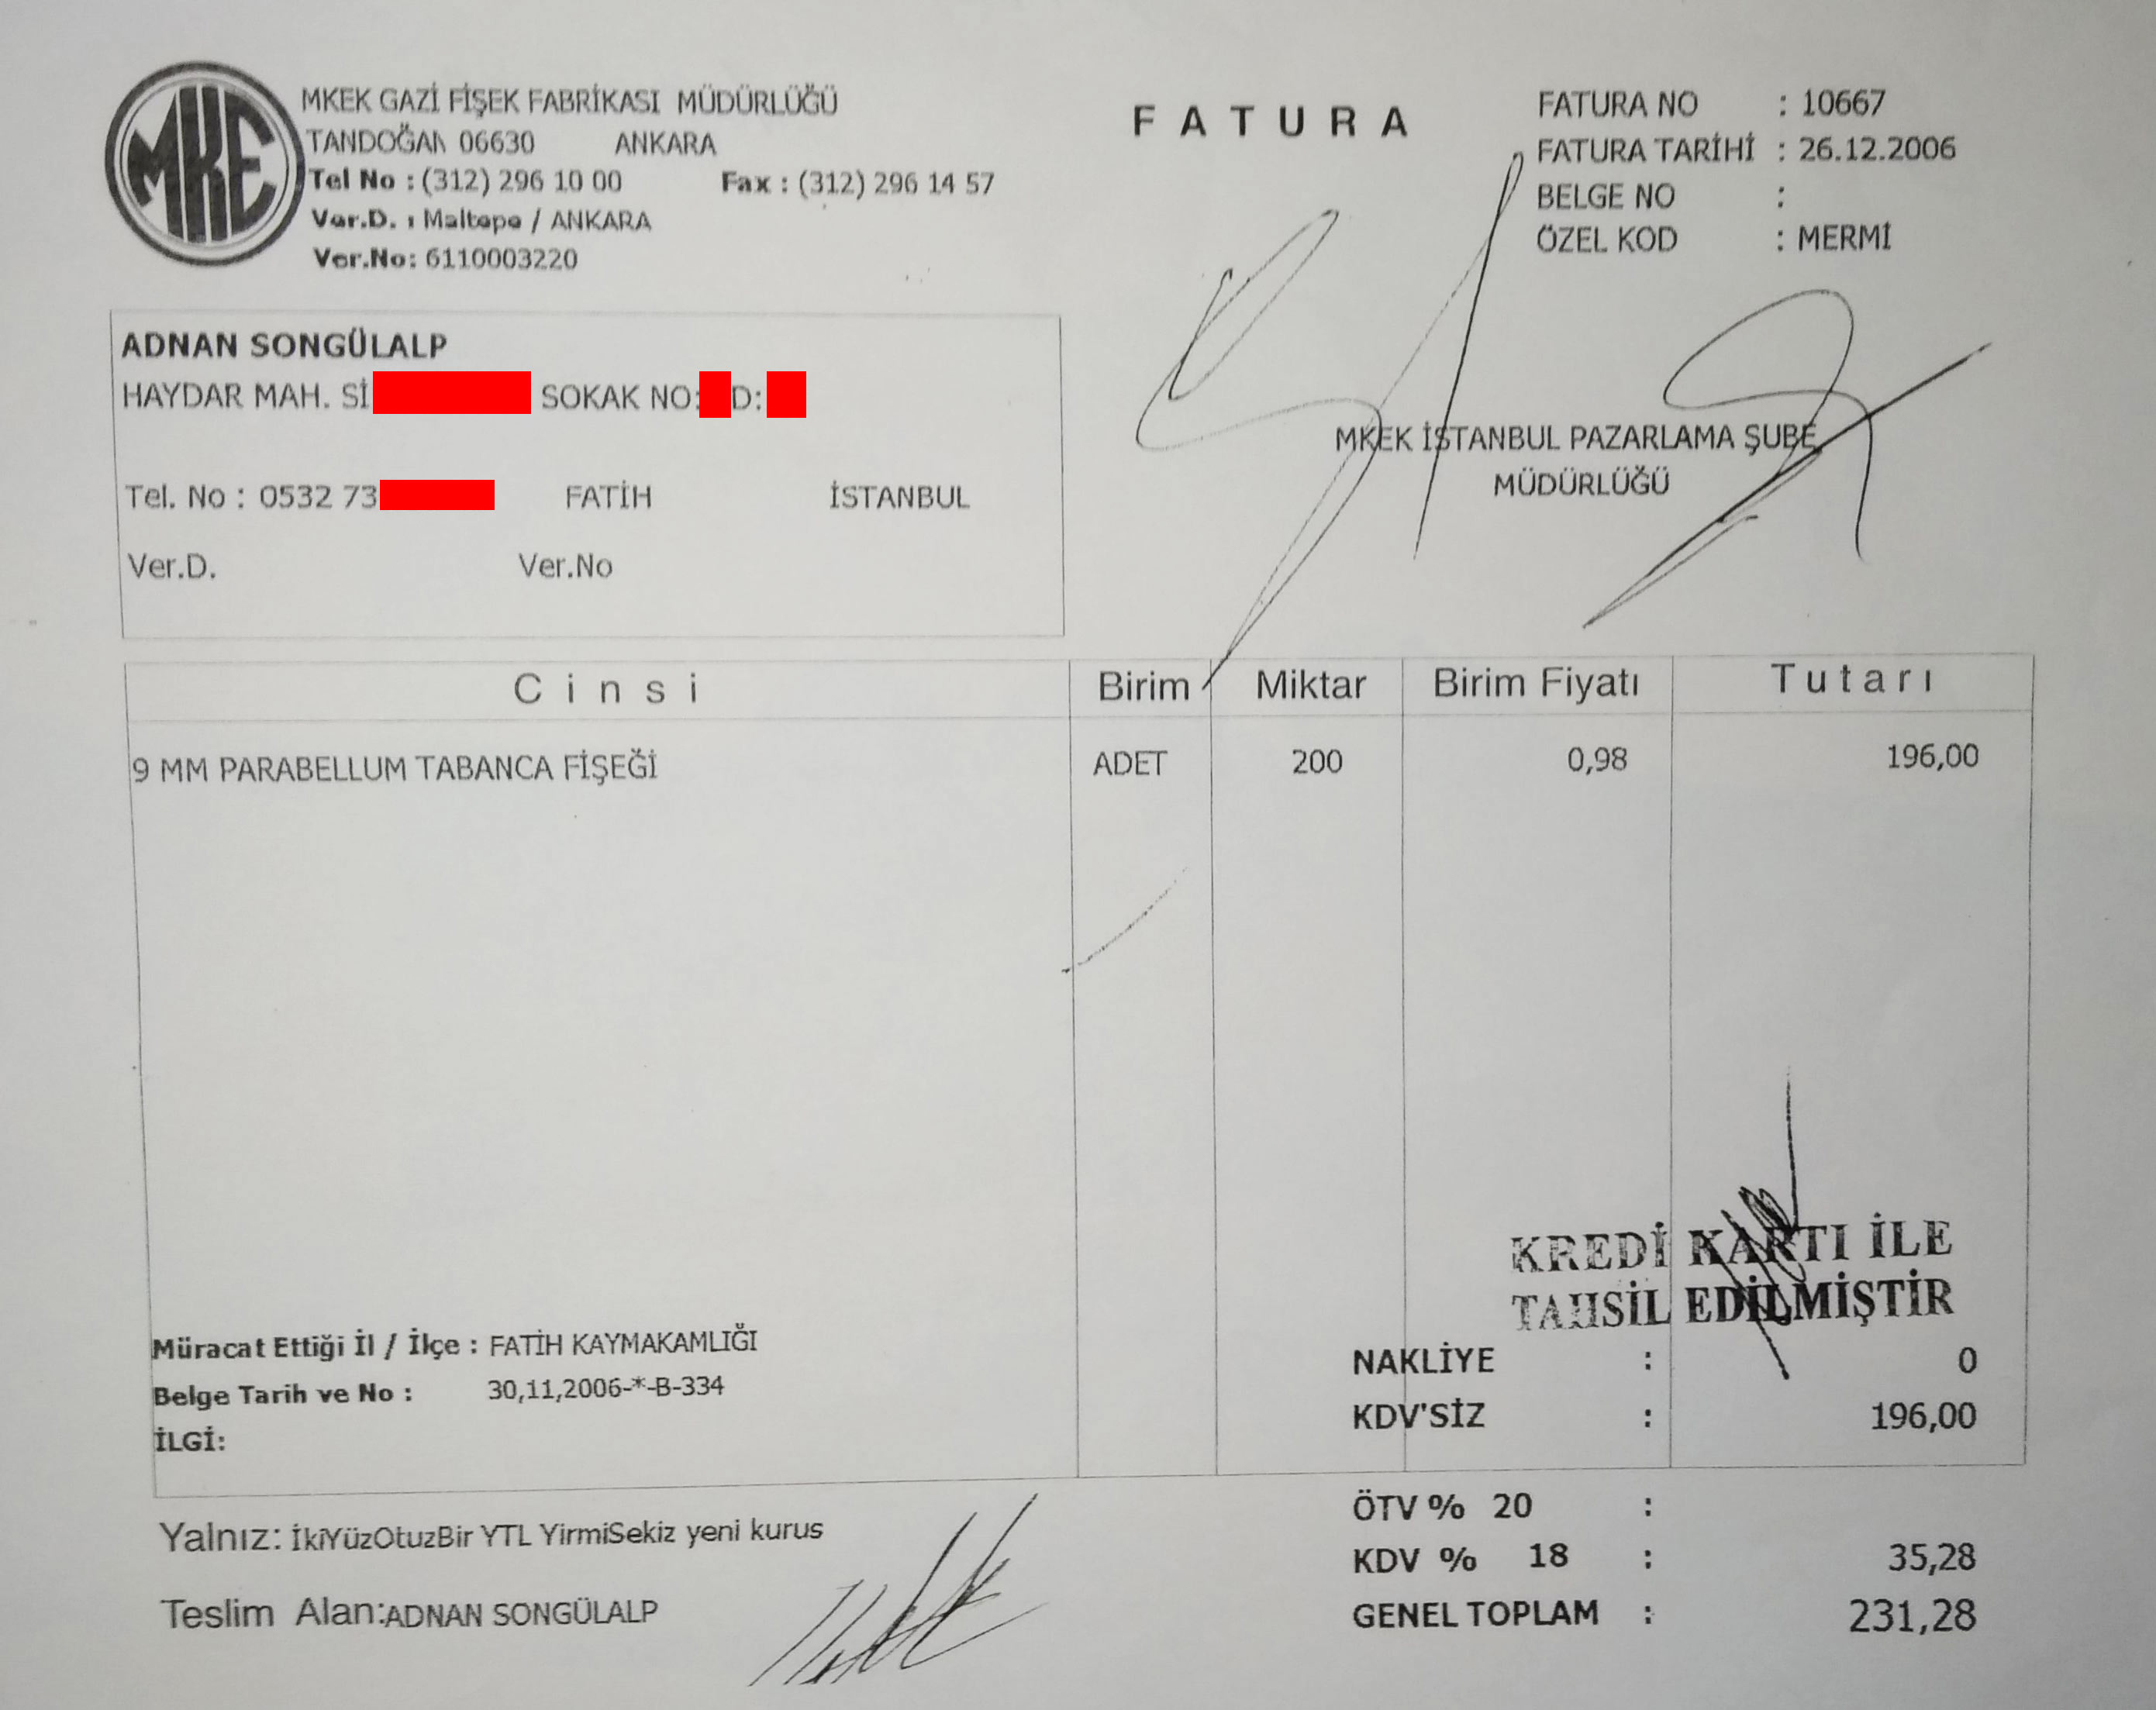 MKE
MKEK GAZİ FİŞEK FABRİKASI MÜDÜRLÜĞÜ
TANDOĞAN 06630 ANKARA
Tel No : (312) 296 10 00 Fax : (312) 296 14 57
Ver.D. : Maltepe / ANKARA
Ver.No: 6110003220
F A T U R A
FATURA NO : 10667
FATURA TARİHİ : 26.12.2006
BELGE NO :
ÖZEL KOD : MERMİ
ADNAN SONGÜLALP
HAYDAR MAH. Sİ SOKAK NO: D:
Tel. No : 0532 73 FATİH İSTANBUL
Ver.D. Ver.No
MKEK İSTANBUL PAZARLAMA ŞUBE
MÜDÜRLÜĞÜ
C i n s i Birim Miktar Birim Fiyatı T u t a r ı
9 MM PARABELLUM TABANCA FİŞEĞİ ADET 200 0,98 196,00
KREDİ KARTI İLE
TAHSİL EDİLMİŞTİR
Müracat Ettiği İl / İlçe : FATİH KAYMAKAMLIĞI
Belge Tarih ve No : 30,11,2006-*-B-334
İLGİ:
NAKLİYE : 0
KDV'SİZ : 196,00
ÖTV % 20 :
KDV % 18 : 35,28
GENEL TOPLAM : 231,28
Yalnız: İkiYüzOtuzBir YTL YirmiSekiz yeni kurus
Teslim Alan:ADNAN SONGÜLALP